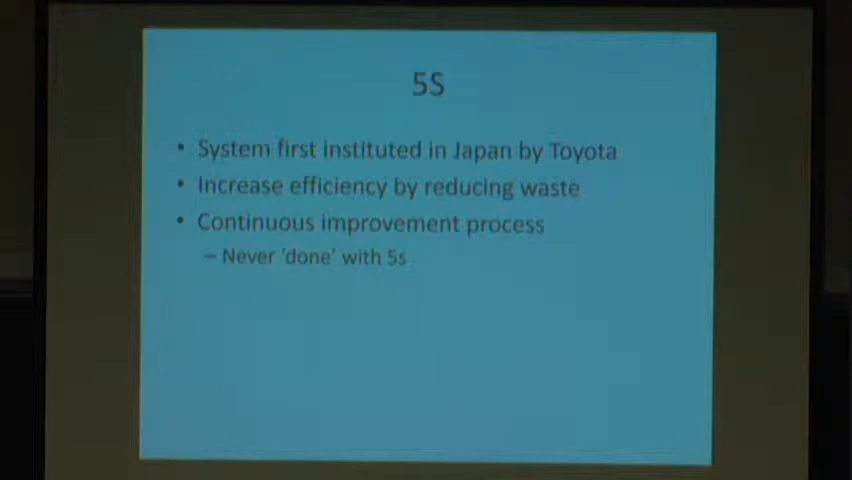 5S
• System first instituted in Japan by Toyota
• Increase efficiency by reducing waste
• Continuous improvement process
– Never 'done' with 5s